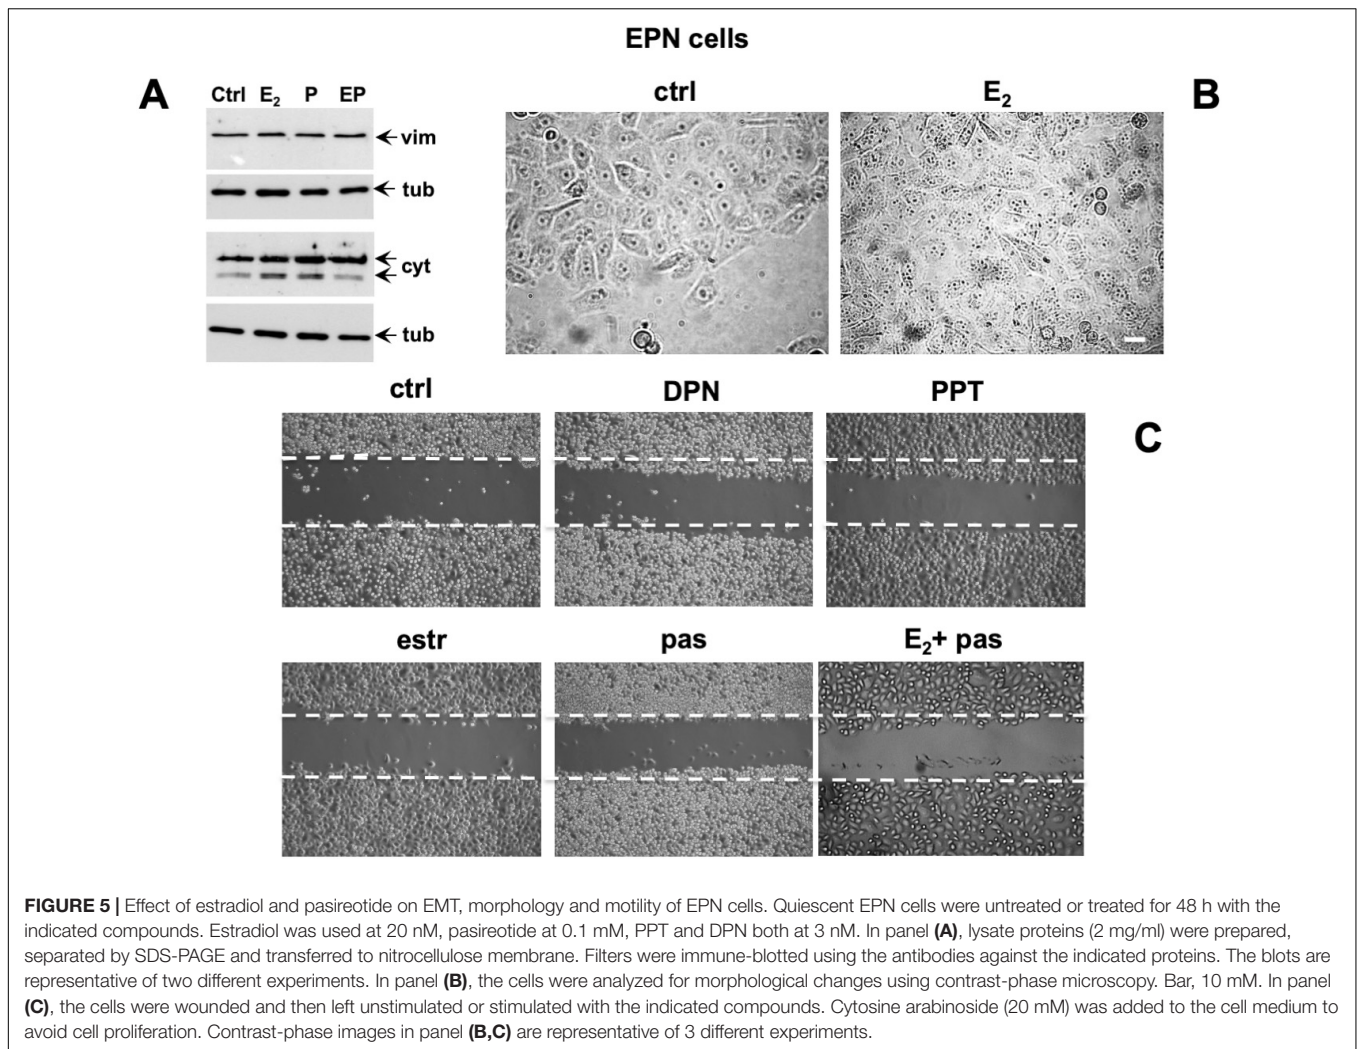 EPN cells
A
Ctrl E₂ P EP
vim
tub
cyt
tub
ctrl
E₂
B
ctrl
DPN
PPT
C
estr
pas
E₂+ pas
FIGURE 5 | Effect of estradiol and pasireotide on EMT, morphology and motility of EPN cells. Quiescent EPN cells were untreated or treated for 48 h with the
indicated compounds. Estradiol was used at 20 nM, pasireotide at 0.1 mM, PPT and DPN both at 3 nM. In panel (A), lysate proteins (2 mg/ml) were prepared,
separated by SDS-PAGE and transferred to nitrocellulose membrane. Filters were immune-blotted using the antibodies against the indicated proteins. The blots are
representative of two different experiments. In panel (B), the cells were analyzed for morphological changes using contrast-phase microscopy. Bar, 10 mM. In panel
(C), the cells were wounded and then left unstimulated or stimulated with the indicated compounds. Cytosine arabinoside (20 mM) was added to the cell medium to
avoid cell proliferation. Contrast-phase images in panel (B,C) are representative of 3 different experiments.